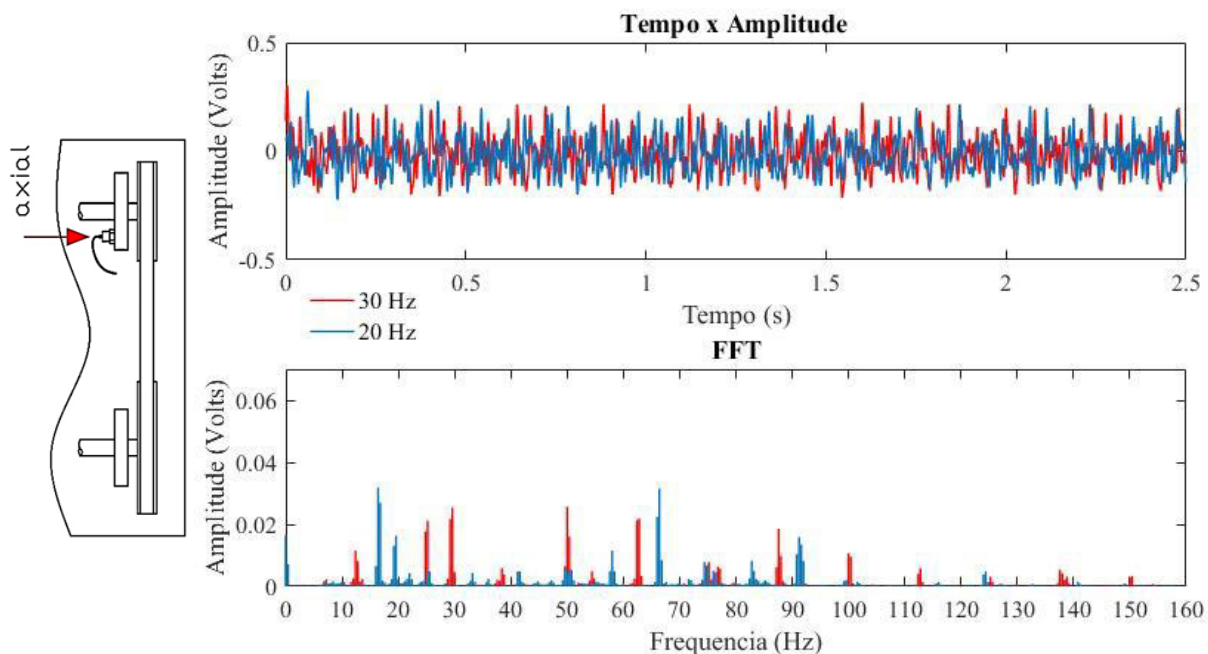 axial
Tempo x Amplitude
Amplitude (Volts)
0.5
0
-0.5
0 0.5 1 1.5 2 2.5
Tempo (s)
30 Hz
20 Hz
FFT
Amplitude (Volts)
0.06
0.04
0.02
0
0 10 20 30 40 50 60 70 80 90 100 110 120 130 140 150 160
Frequencia (Hz)